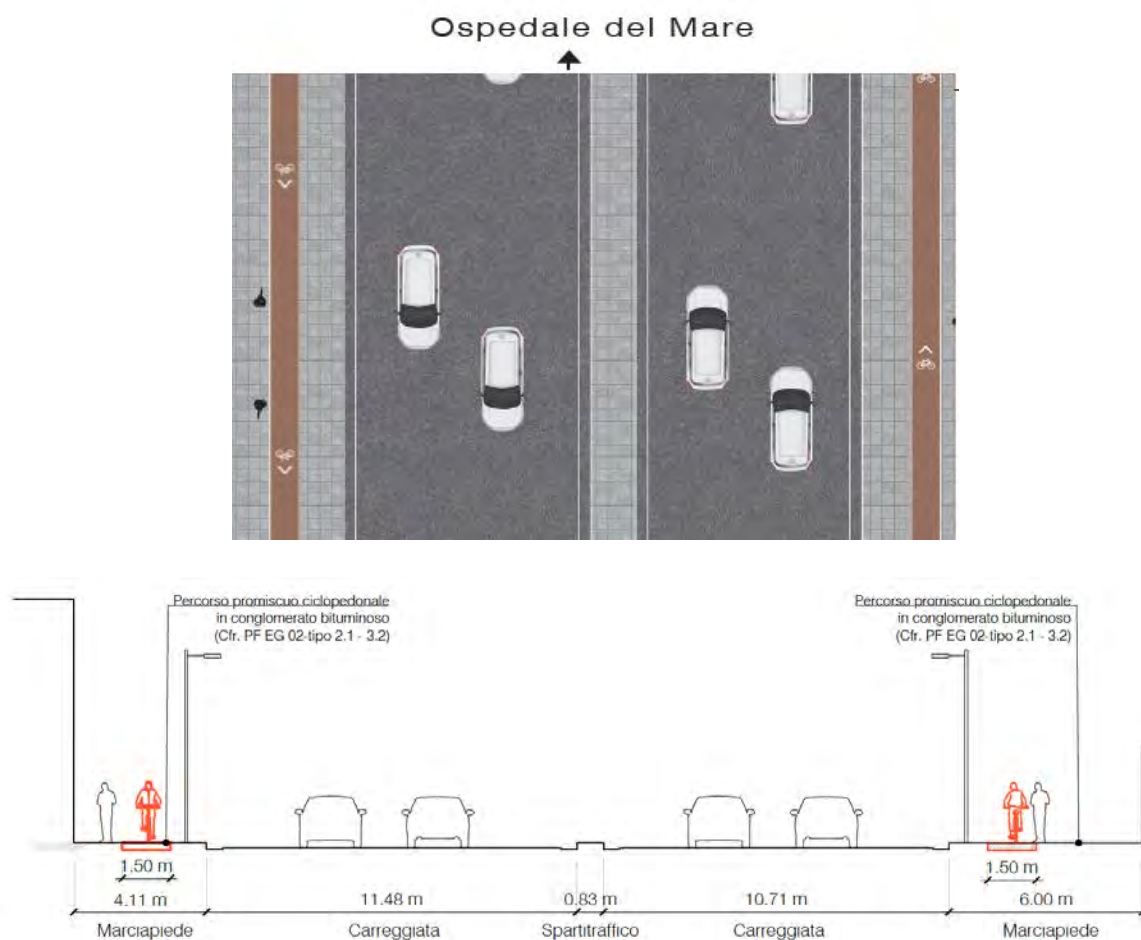 Ospedale del Mare
Percorso promiscuo ciclopedonale
in conglomerato bituminoso
(Cfr. PF EG 02-tipo 2.1 - 3.2)
Percorso promiscuo ciclopedonale
in conglomerato bituminoso
(Cfr. PF EG 02-tipo 2.1 - 3.2)
1.50 m
1.50 m
4.11 m 11.48 m 0.83 m 10.71 m 6.00 m
Marciapiede Carreggiata Spartitraffico Carreggiata Marciapiede